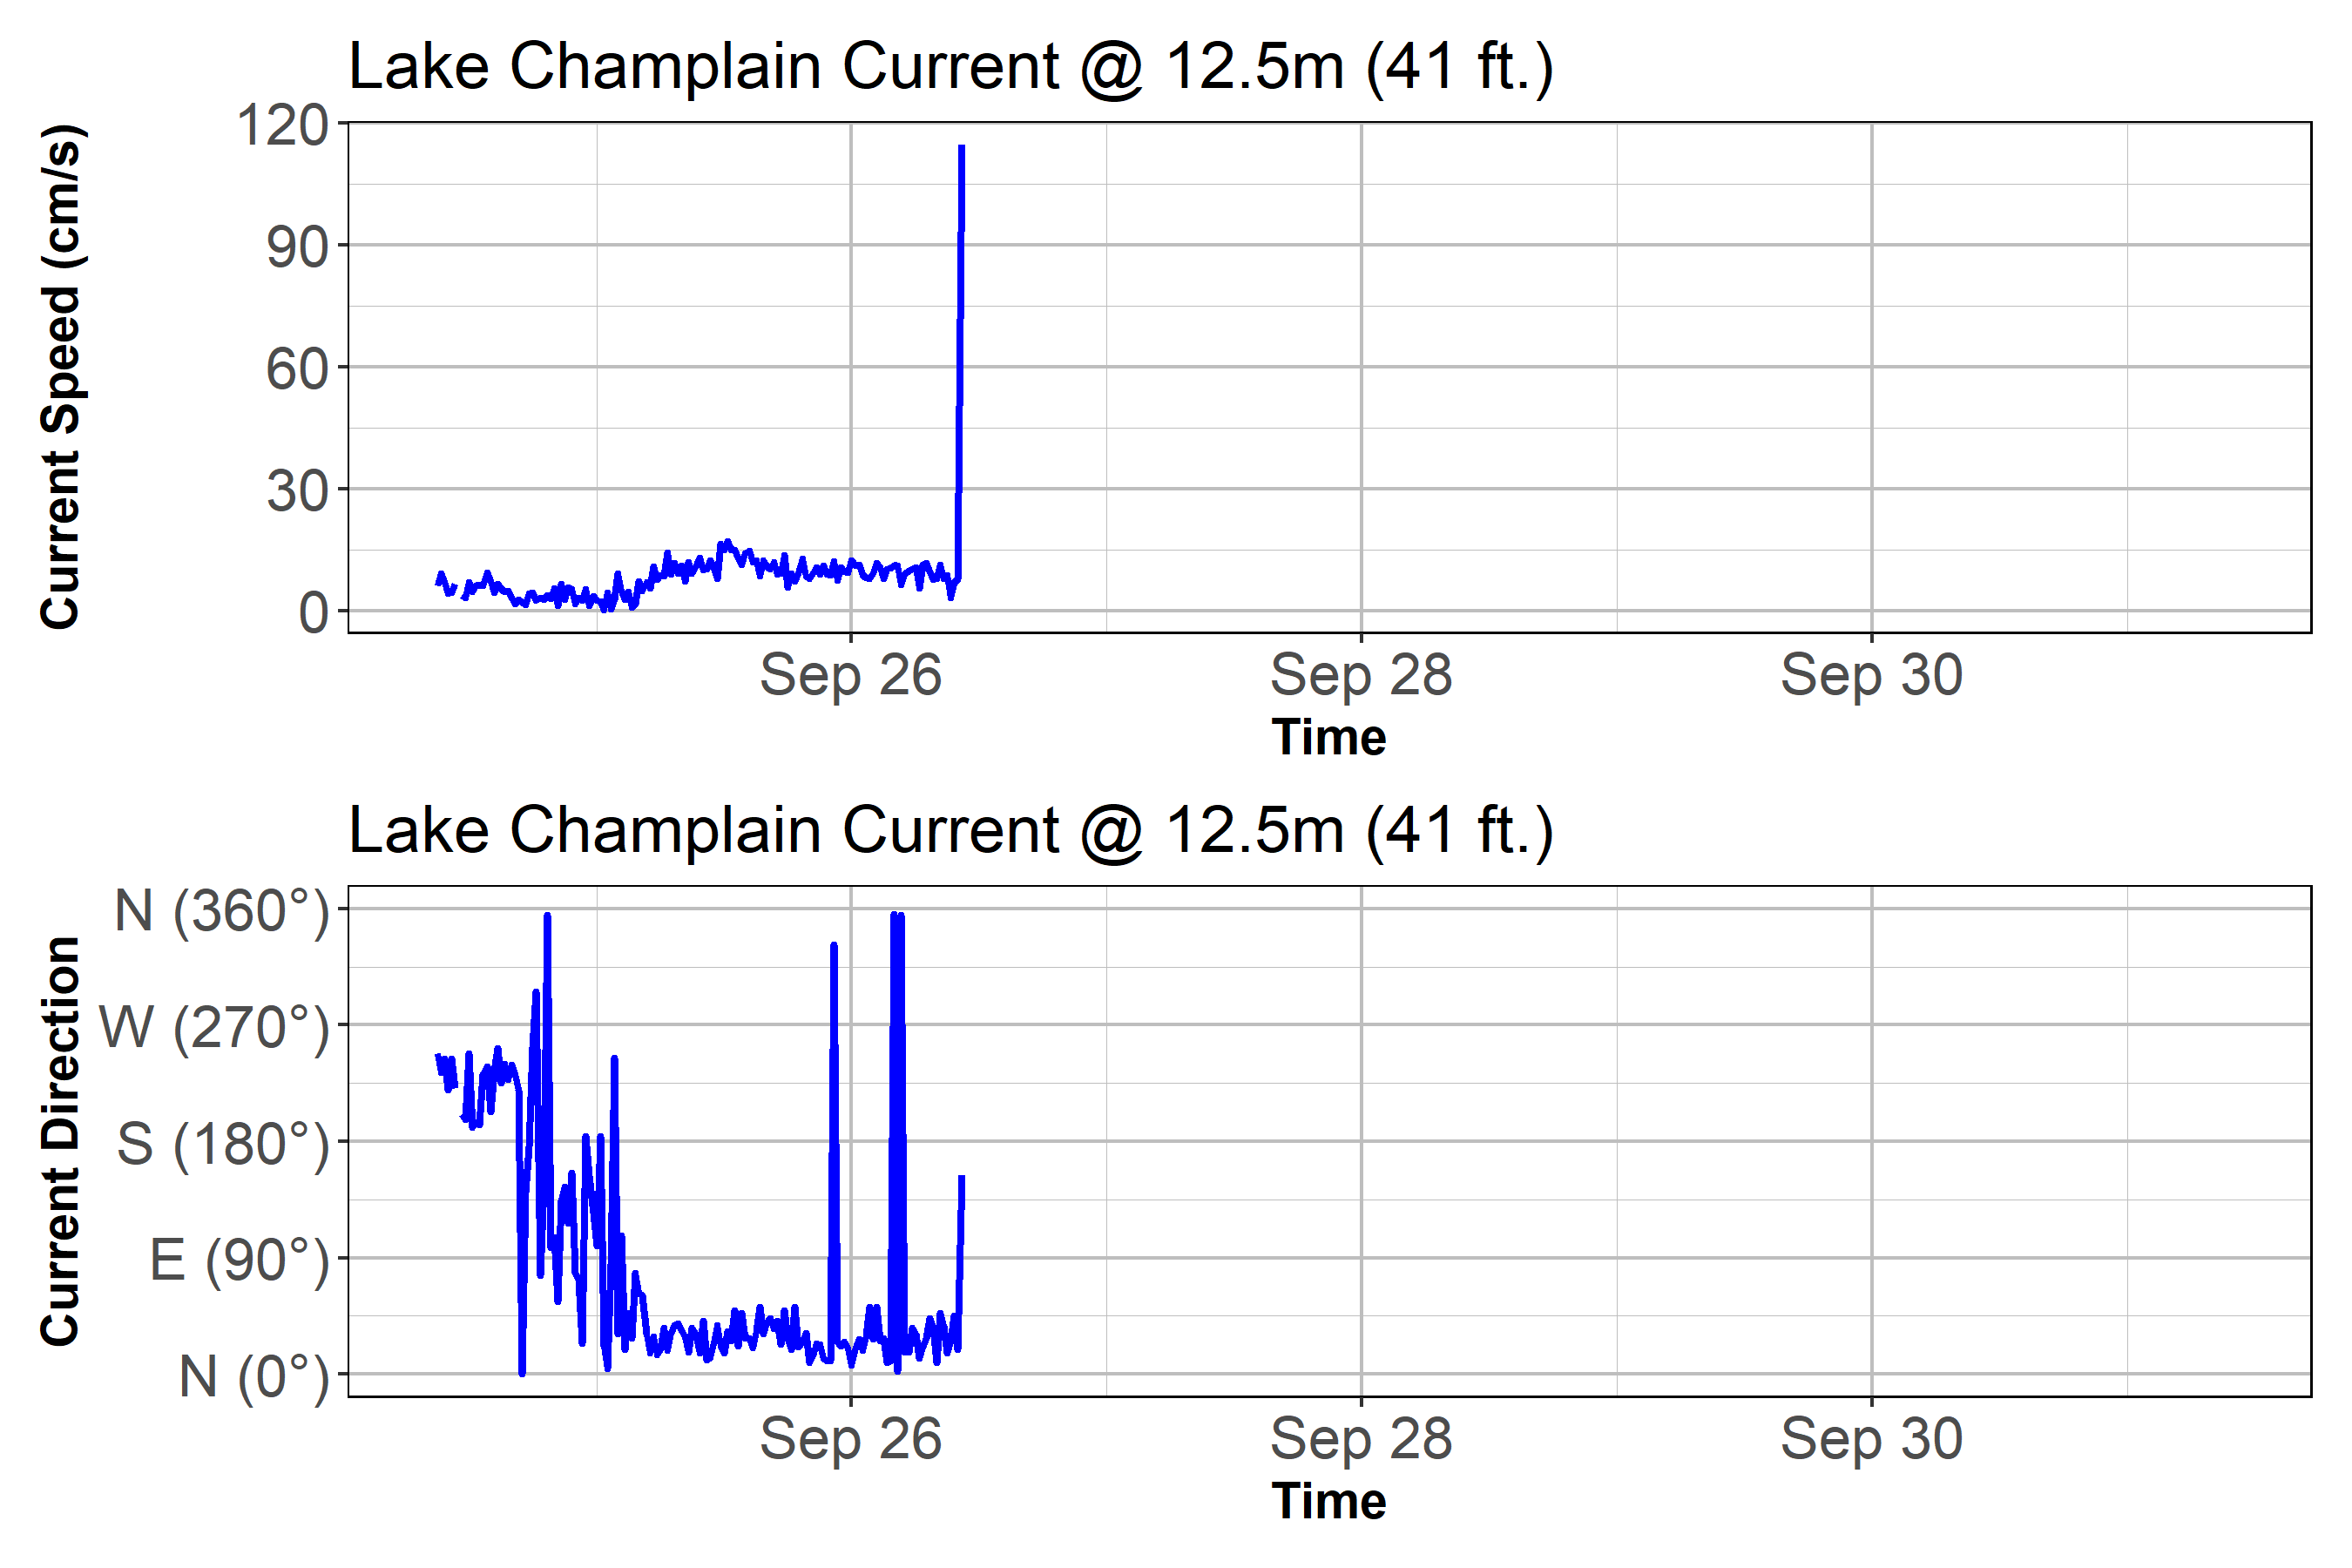 Lake Champlain Current @ 12.5m (41 ft.)
Current Speed (cm/s)
120
90
60
30
0
Sep 26 Sep 28 Sep 30
Time
Lake Champlain Current @ 12.5m (41 ft.)
Current Direction
N (360°)
W (270°)
S (180°)
E (90°)
N (0°)
Sep 26 Sep 28 Sep 30
Time